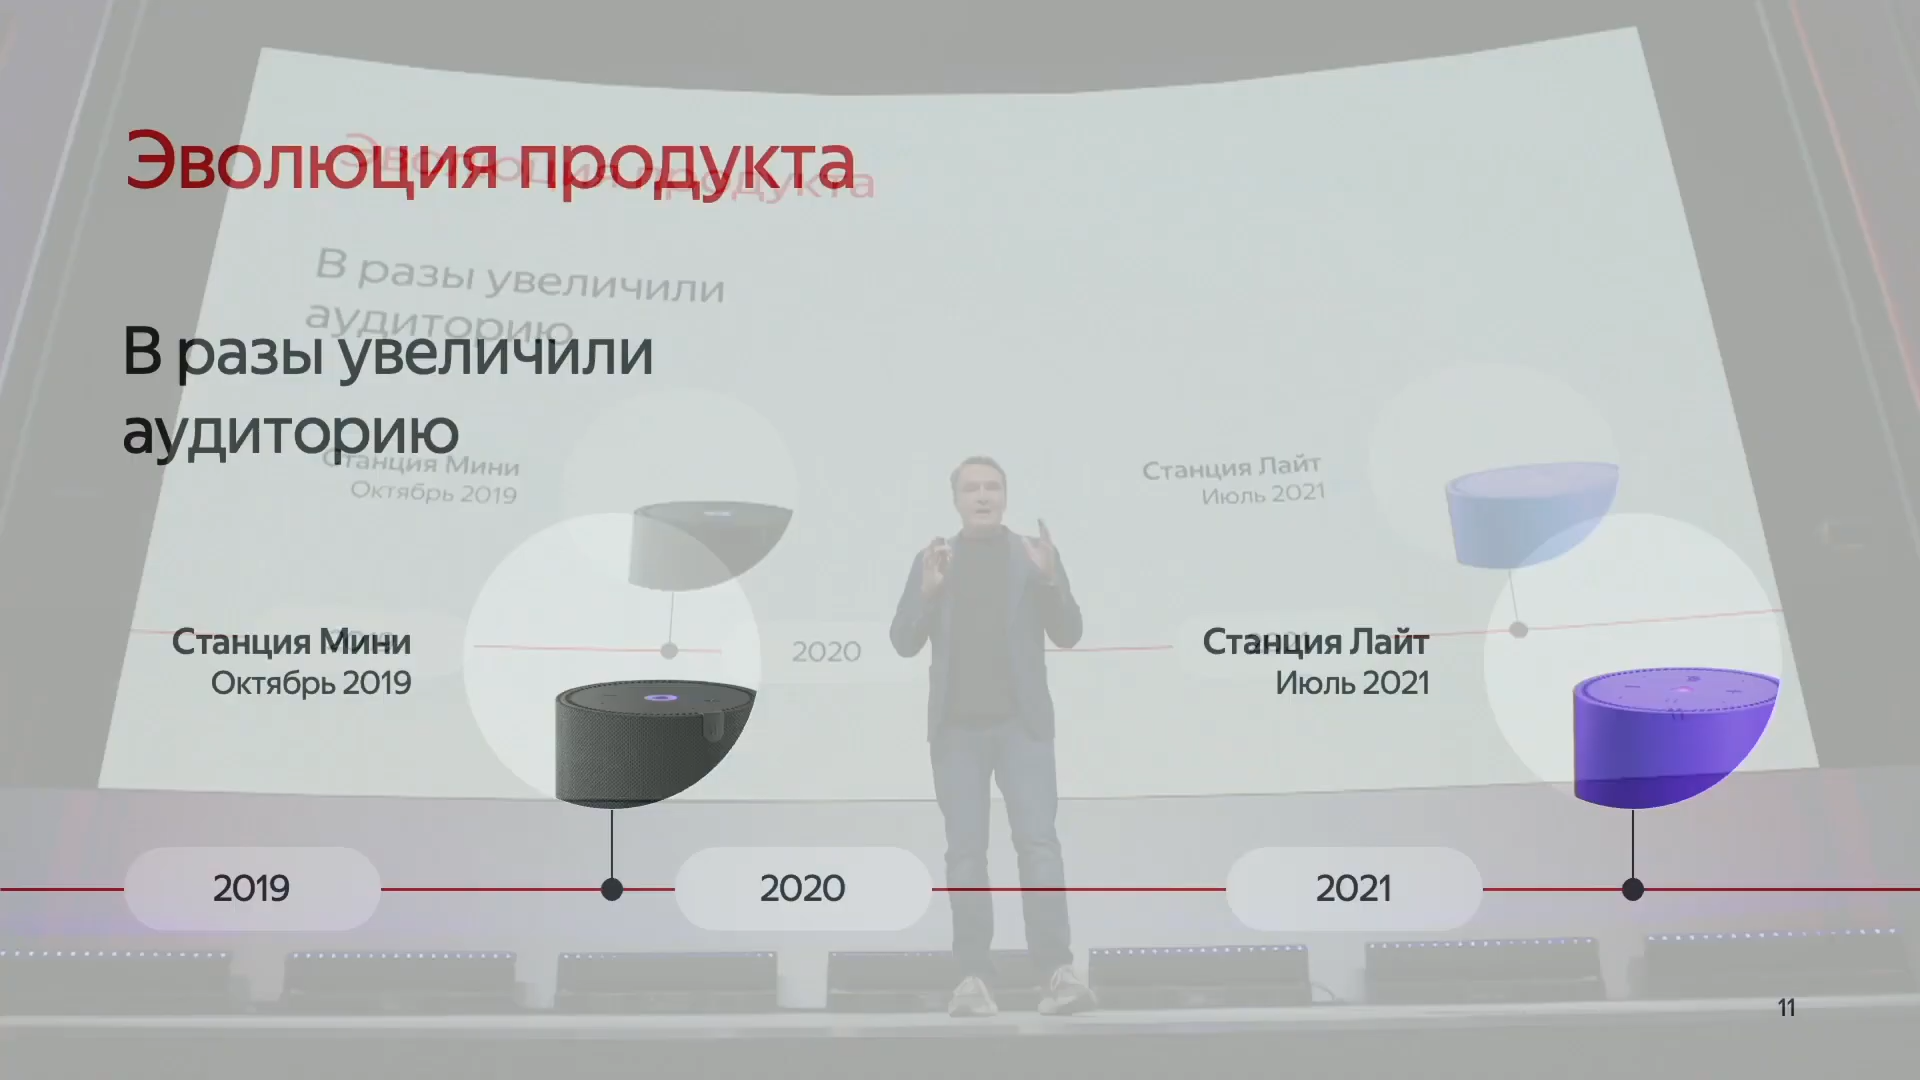 Эволюция продукта
Эволюция продукта
В разы увеличили
аудиторию
В разы увеличили
аудиторию
Станция Мини
Октябрь 2019
Станция Лайт
Июль 2021
2020
Станция Мини
Октябрь 2019
Станция Лайт
Июль 2021
2019
2020
2021
11